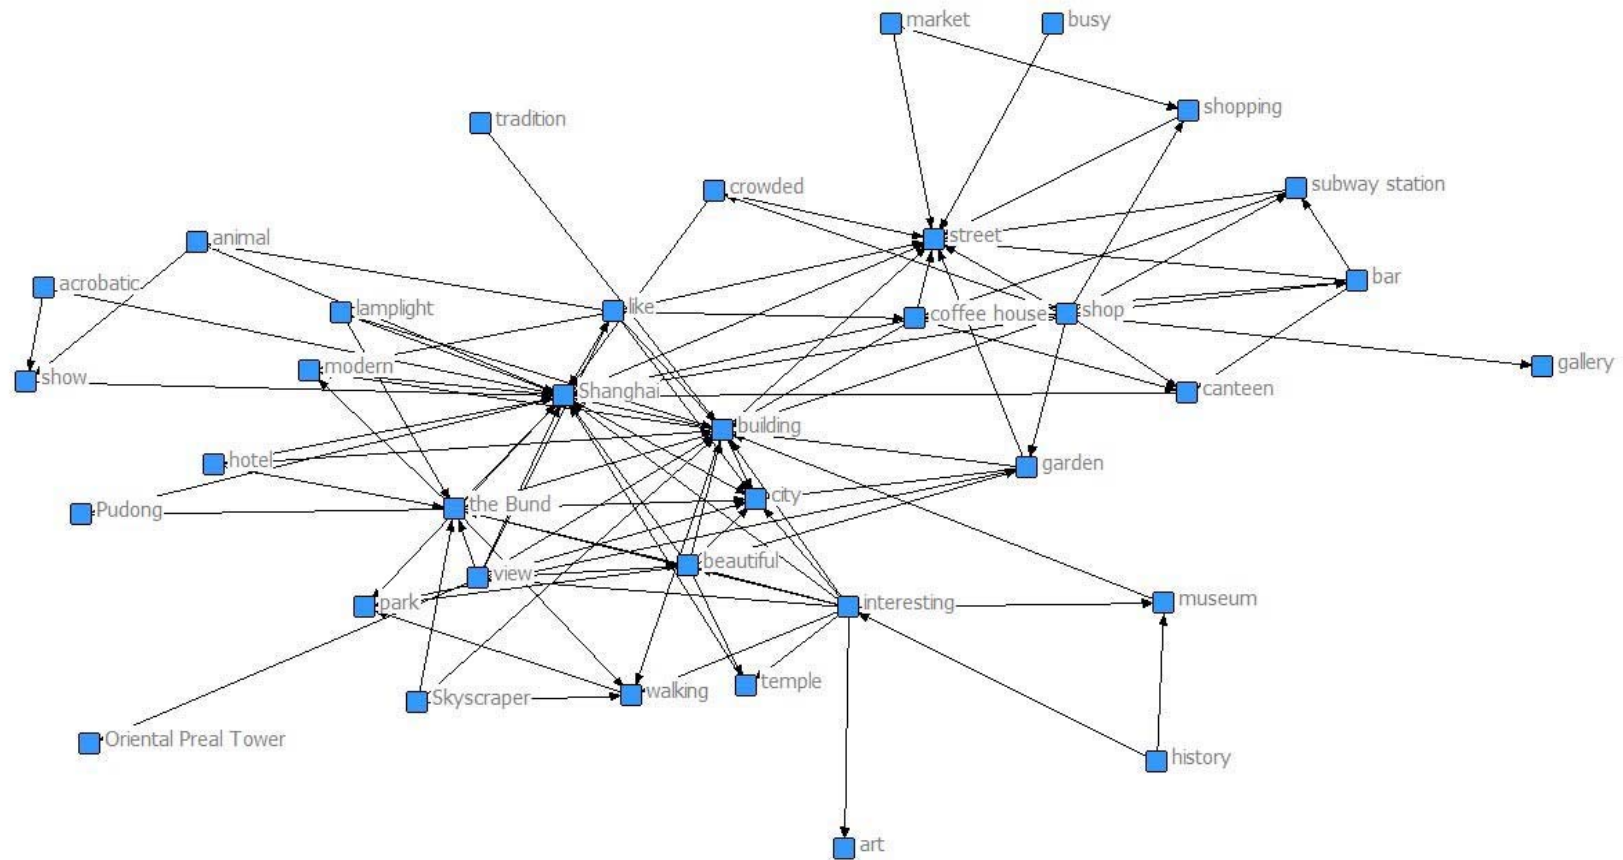 market
busy
shopping
tradition
crowded
subway station
street
animal
acrobatic
lamplight
like
coffee house
shop
bar
show
modern
Shanghai
gallery
canteen
building
hotel
garden
city
the Bund
Pudong
beautiful
view
park
interesting
museum
temple
walking
Skyscraper
Oriental Preal Tower
history
art